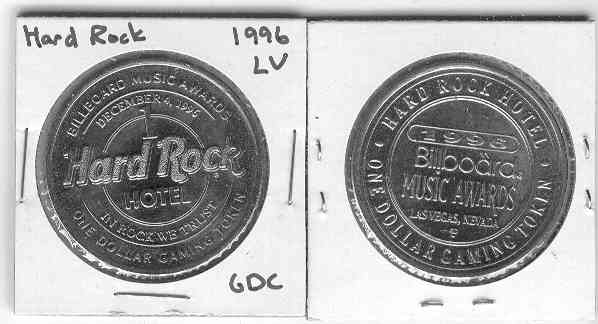 Hard Rock 1996
LV
BILLBOARD MUSIC AWARDS
DECEMBER 4, 1996
Hard Rock
HOTEL
IN ROCK WE TRUST
ONE DOLLAR GAMING TOKEN
GDC
HARD ROCK HOTEL
1996
Billboard
MUSIC AWARDS
LAS VEGAS, NEVADA
ONE DOLLAR GAMING TOKEN